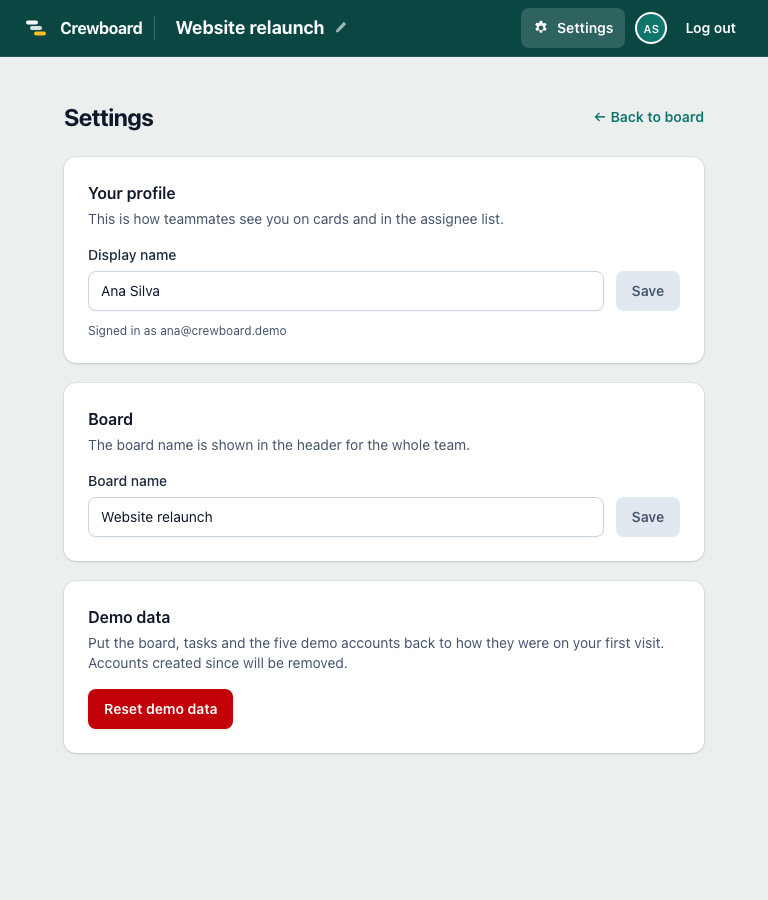 Crewboard
Website relaunch
Settings
AS
Log out
Settings
← Back to board
Your profile
This is how teammates see you on cards and in the assignee list.
Display name
Ana Silva
Save
Signed in as ana@crewboard.demo
Board
The board name is shown in the header for the whole team.
Board name
Website relaunch
Save
Demo data
Put the board, tasks and the five demo accounts back to how they were on your first visit.
Accounts created since will be removed.
Reset demo data